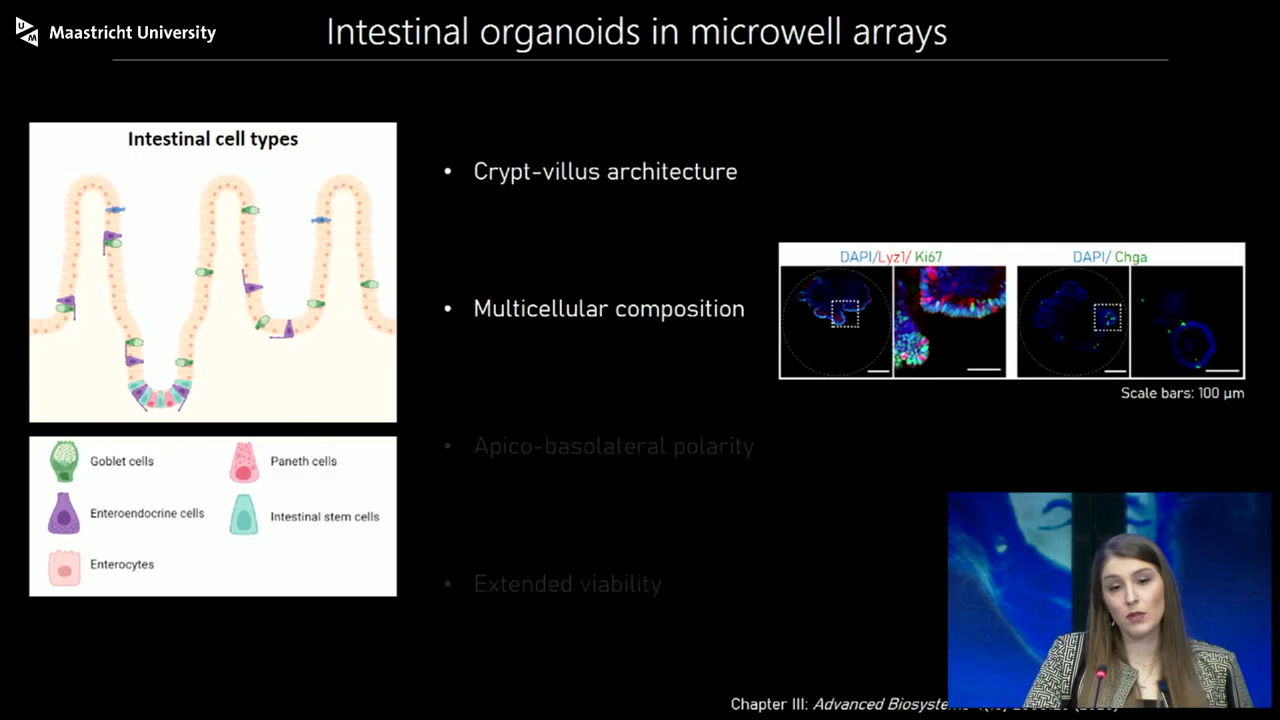 Maastricht University
Intestinal organoids in microwell arrays
Intestinal cell types
Goblet cells
Paneth cells
Enteroendocrine cells
Intestinal stem cells
Enterocytes
• Crypt-villus architecture
• Multicellular composition
DAPI/Lyz1/ Ki67
DAPI/ Chga
Scale bars: 100 µm
• Apico-basolateral polarity
• Extended viability
Chapter III: Advanced